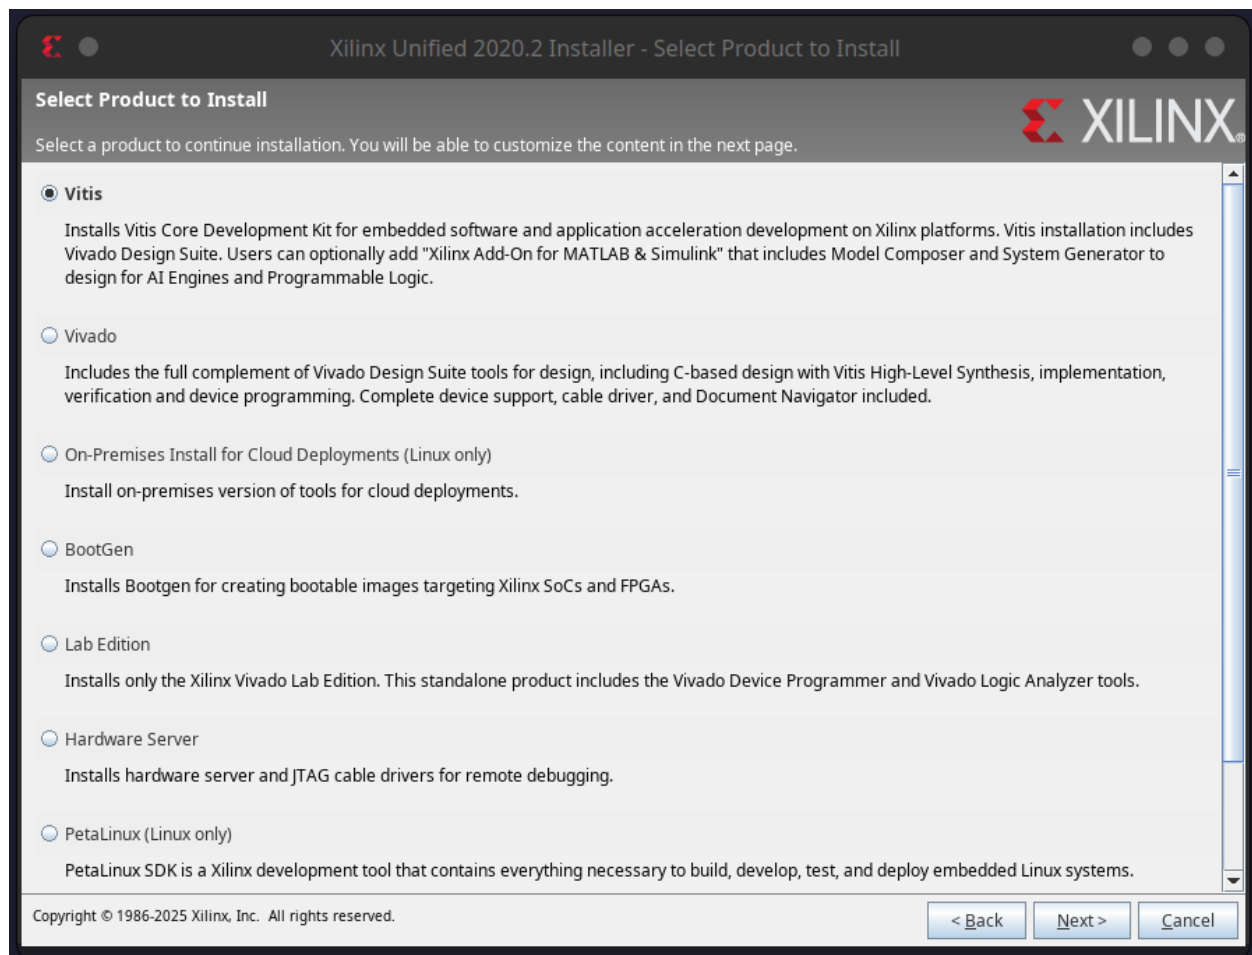 Xilinx Unified 2020.2 Installer - Select Product to Install
Select Product to Install
XILINX®
Select a product to continue installation. You will be able to customize the content in the next page.
Vitis
Installs Vitis Core Development Kit for embedded software and application acceleration development on Xilinx platforms. Vitis installation includes
Vivado Design Suite. Users can optionally add "Xilinx Add-On for MATLAB & Simulink" that includes Model Composer and System Generator to
design for AI Engines and Programmable Logic.
Vivado
Includes the full complement of Vivado Design Suite tools for design, including C-based design with Vitis High-Level Synthesis, implementation,
verification and device programming. Complete device support, cable driver, and Document Navigator included.
On-Premises Install for Cloud Deployments (Linux only)
Install on-premises version of tools for cloud deployments.
BootGen
Installs Bootgen for creating bootable images targeting Xilinx SoCs and FPGAs.
Lab Edition
Installs only the Xilinx Vivado Lab Edition. This standalone product includes the Vivado Device Programmer and Vivado Logic Analyzer tools.
Hardware Server
Installs hardware server and JTAG cable drivers for remote debugging.
PetaLinux (Linux only)
PetaLinux SDK is a Xilinx development tool that contains everything necessary to build, develop, test, and deploy embedded Linux systems.
Copyright © 1986-2025 Xilinx, Inc. All rights reserved.
< Back
Next >
Cancel